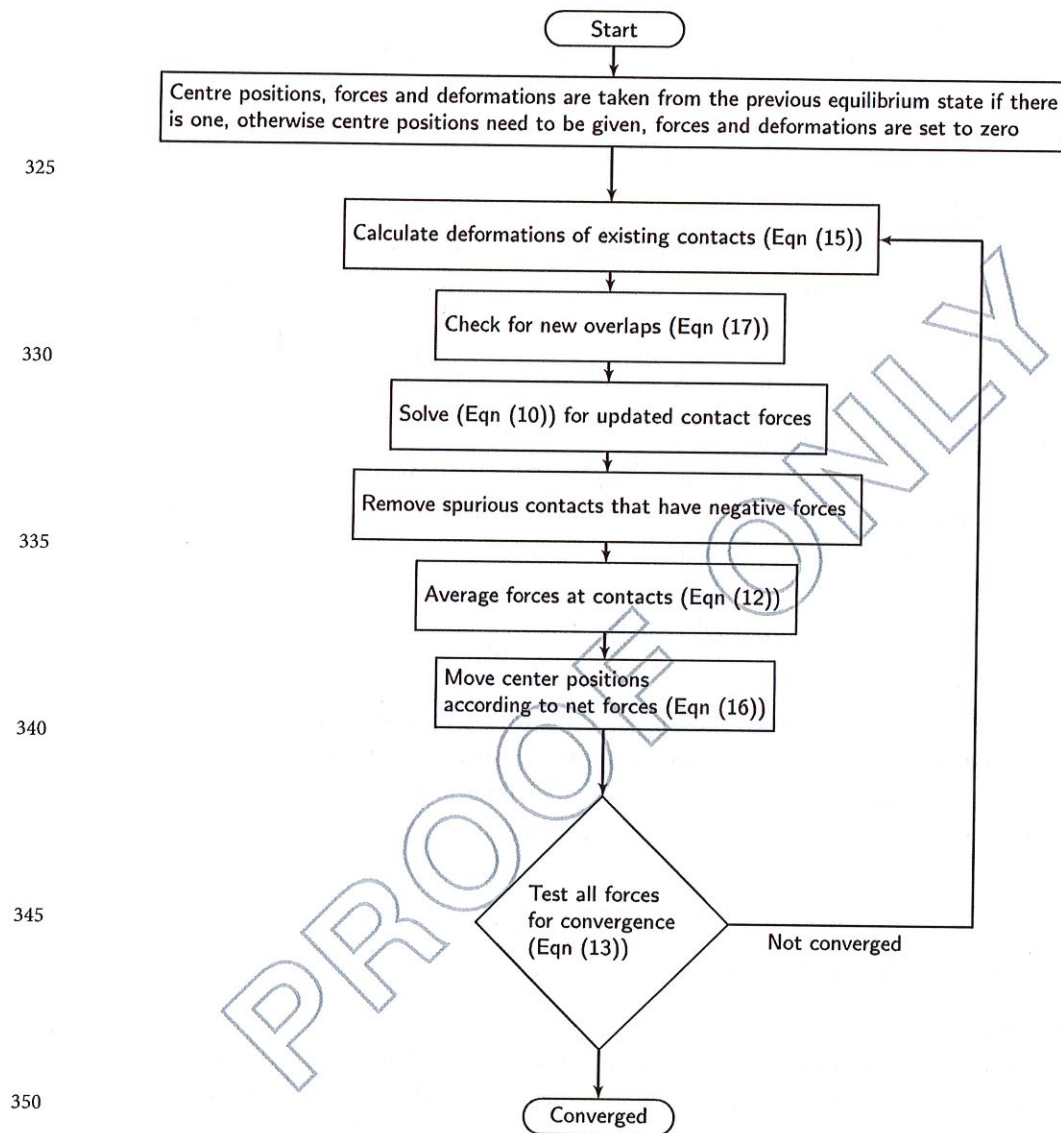 Start
Centre positions, forces and deformations are taken from the previous equilibrium state if there
is one, otherwise centre positions need to be given, forces and deformations are set to zero
325
Calculate deformations of existing contacts (Eqn (15))
Check for new overlaps (Eqn (17))
330
Solve (Eqn (10)) for updated contact forces
Remove spurious contacts that have negative forces
335
Average forces at contacts (Eqn (12))
Move center positions
according to net forces (Eqn (16))
340
Test all forces
for convergence
(Eqn (13))
345
Not converged
350
Converged
PROOF ONLY